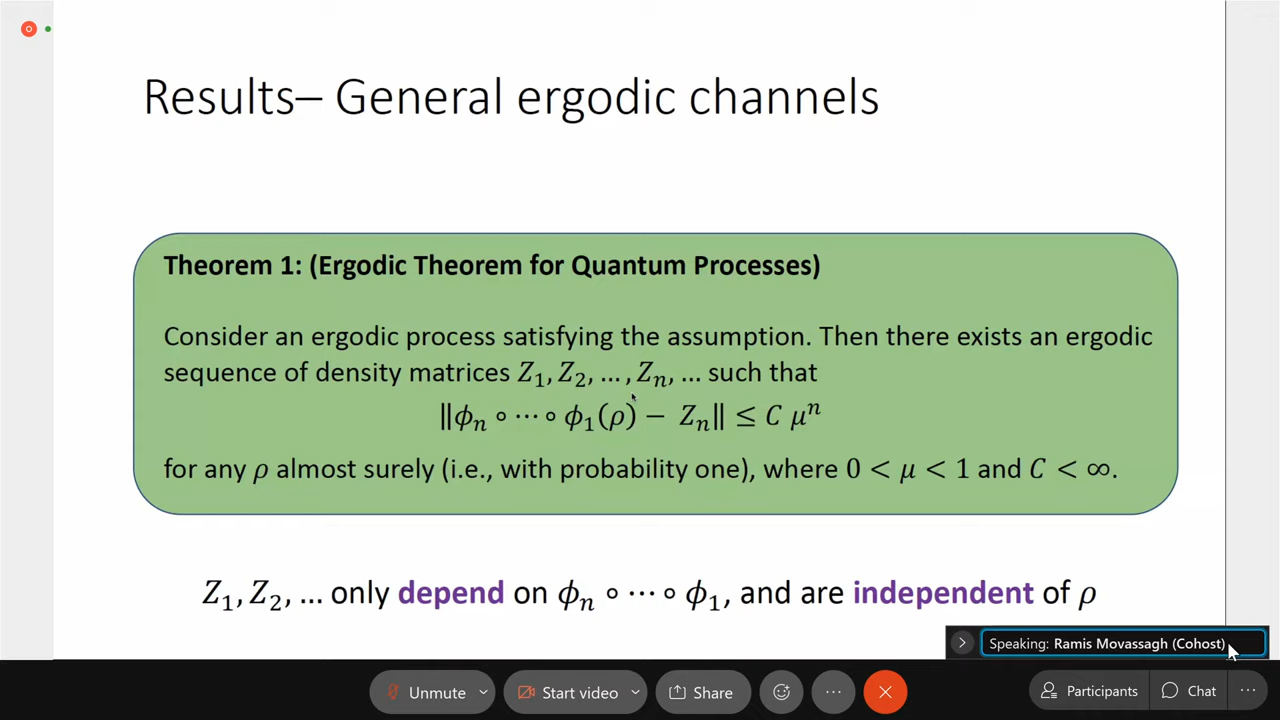 Results– General ergodic channels
Theorem 1: (Ergodic Theorem for Quantum Processes)
Consider an ergodic process satisfying the assumption. Then there exists an ergodic
sequence of density matrices Z₁, Z₂, … , Zₙ, … such that
‖ϕₙ ∘ ⋯ ∘ ϕ₁(ρ) − Zₙ‖ ≤ C μⁿ
for any ρ almost surely (i.e., with probability one), where 0 < μ < 1 and C < ∞.
Z₁, Z₂, … only depend on ϕₙ ∘ ⋯ ∘ ϕ₁, and are independent of ρ
Speaking: Ramis Movassagh (Cohost)
Unmute Start video Share Participants Chat